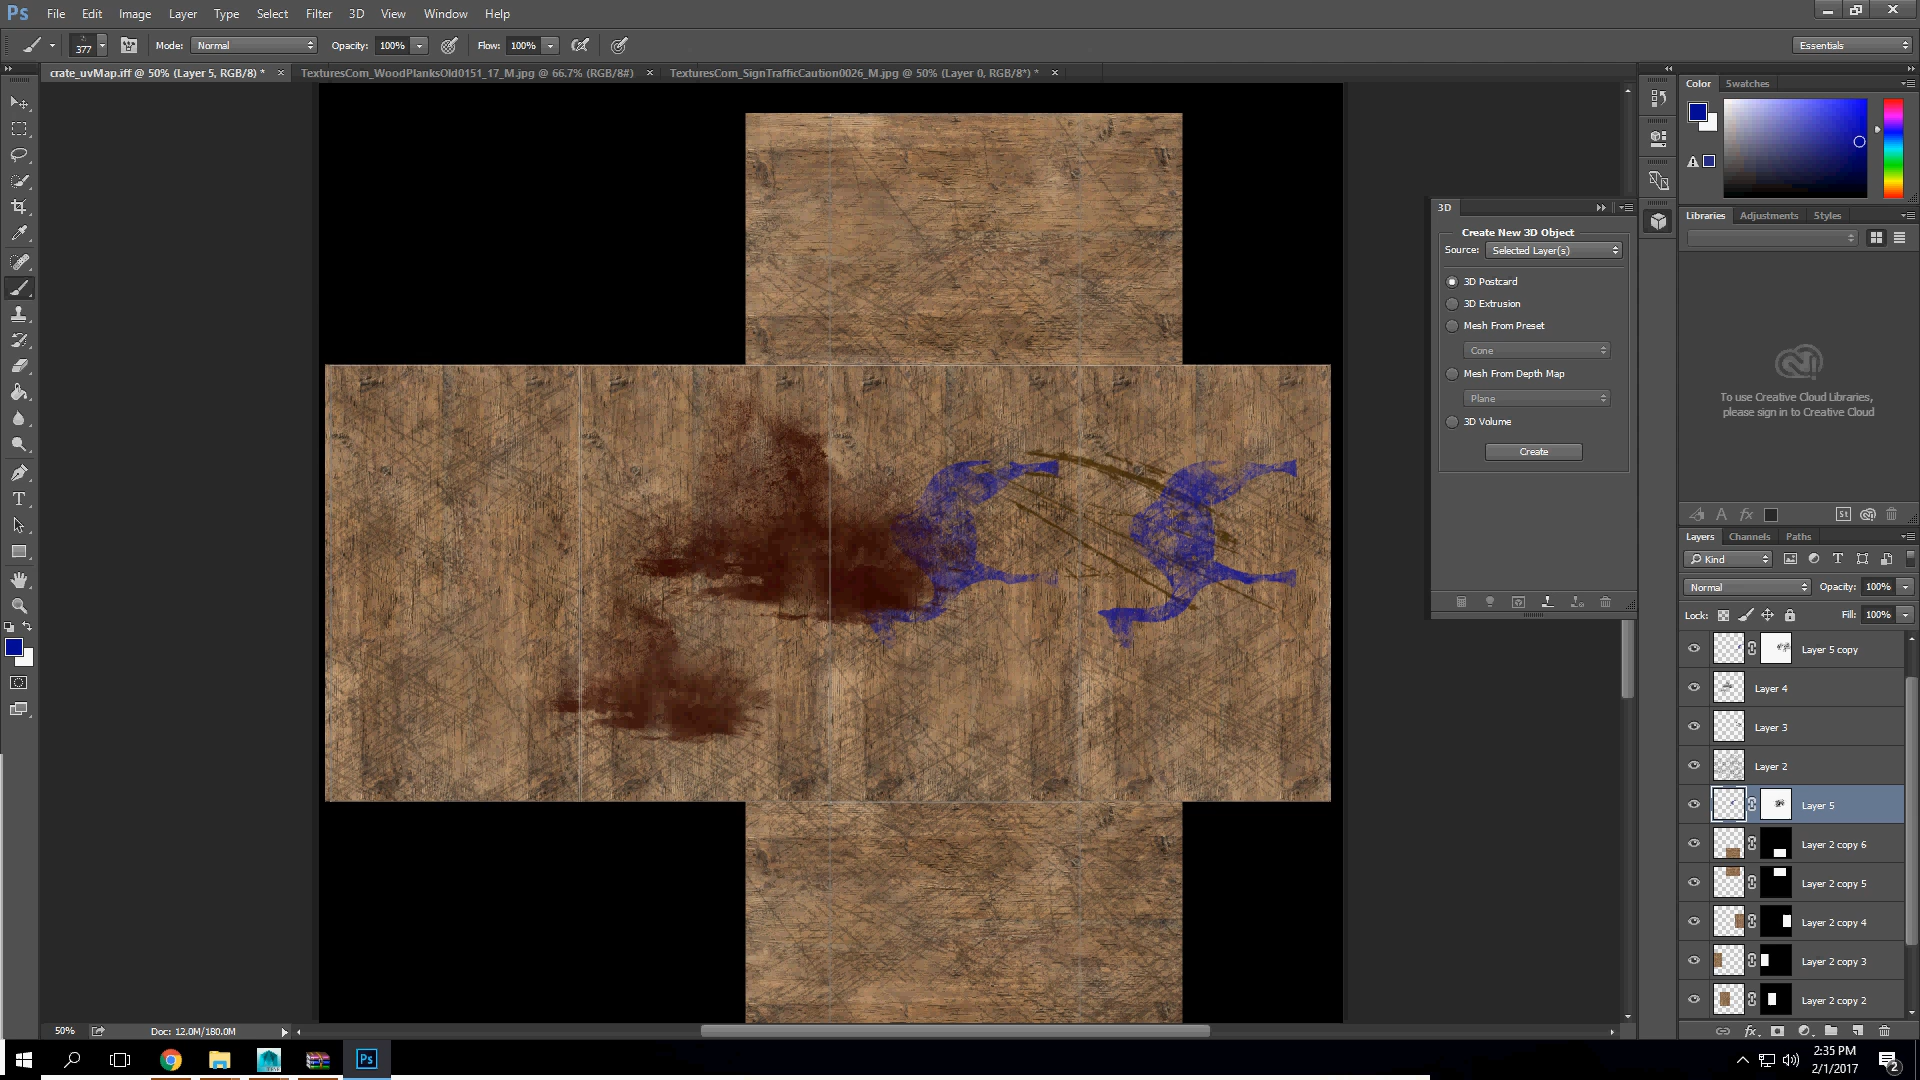 Ps File Edit Image Layer Type Select Filter 3D View Window Help
377 Mode: Normal Opacity: 100% Flow: 100% Essentials
crate_uvMap.iff @ 50% (Layer 5, RGB/8) * × TexturesCom_WoodPlanksOld0151_17_M.jpg @ 66.7% (RGB/8#) × TexturesCom_SignTrafficCaution0026_M.jpg @ 50% (Layer 0, RGB/8*) * ×
Color Swatches
3D
Create New 3D Object
Source: Selected Layer(s)
3D Postcard
3D Extrusion
Mesh From Preset
Cone
Mesh From Depth Map
Plane
3D Volume
Create
Libraries Adjustments Styles
To use Creative Cloud Libraries,
please sign in to Creative Cloud
St
Layers Channels Paths
Kind
Normal Opacity: 100%
Lock: Fill: 100%
Layer 5 copy
Layer 4
Layer 3
Layer 2
Layer 5
Layer 2 copy 6
Layer 2 copy 5
Layer 2 copy 4
Layer 2 copy 3
Layer 2 copy 2
50% Doc: 12.0M/180.0M
Ps
2:35 PM
2/1/2017
2